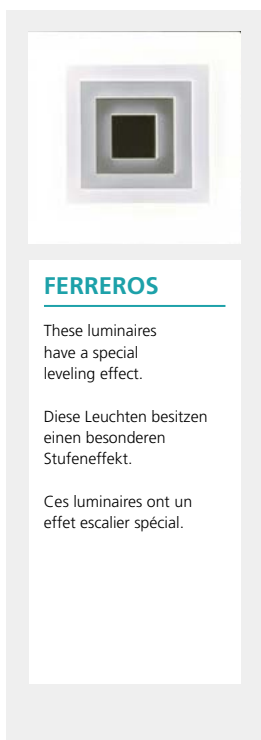 FERREROS
These luminaires
have a special
leveling effect.
Diese Leuchten besitzen
einen besonderen
Stufeneffekt.
Ces luminaires ont un
effet escalier spécial.